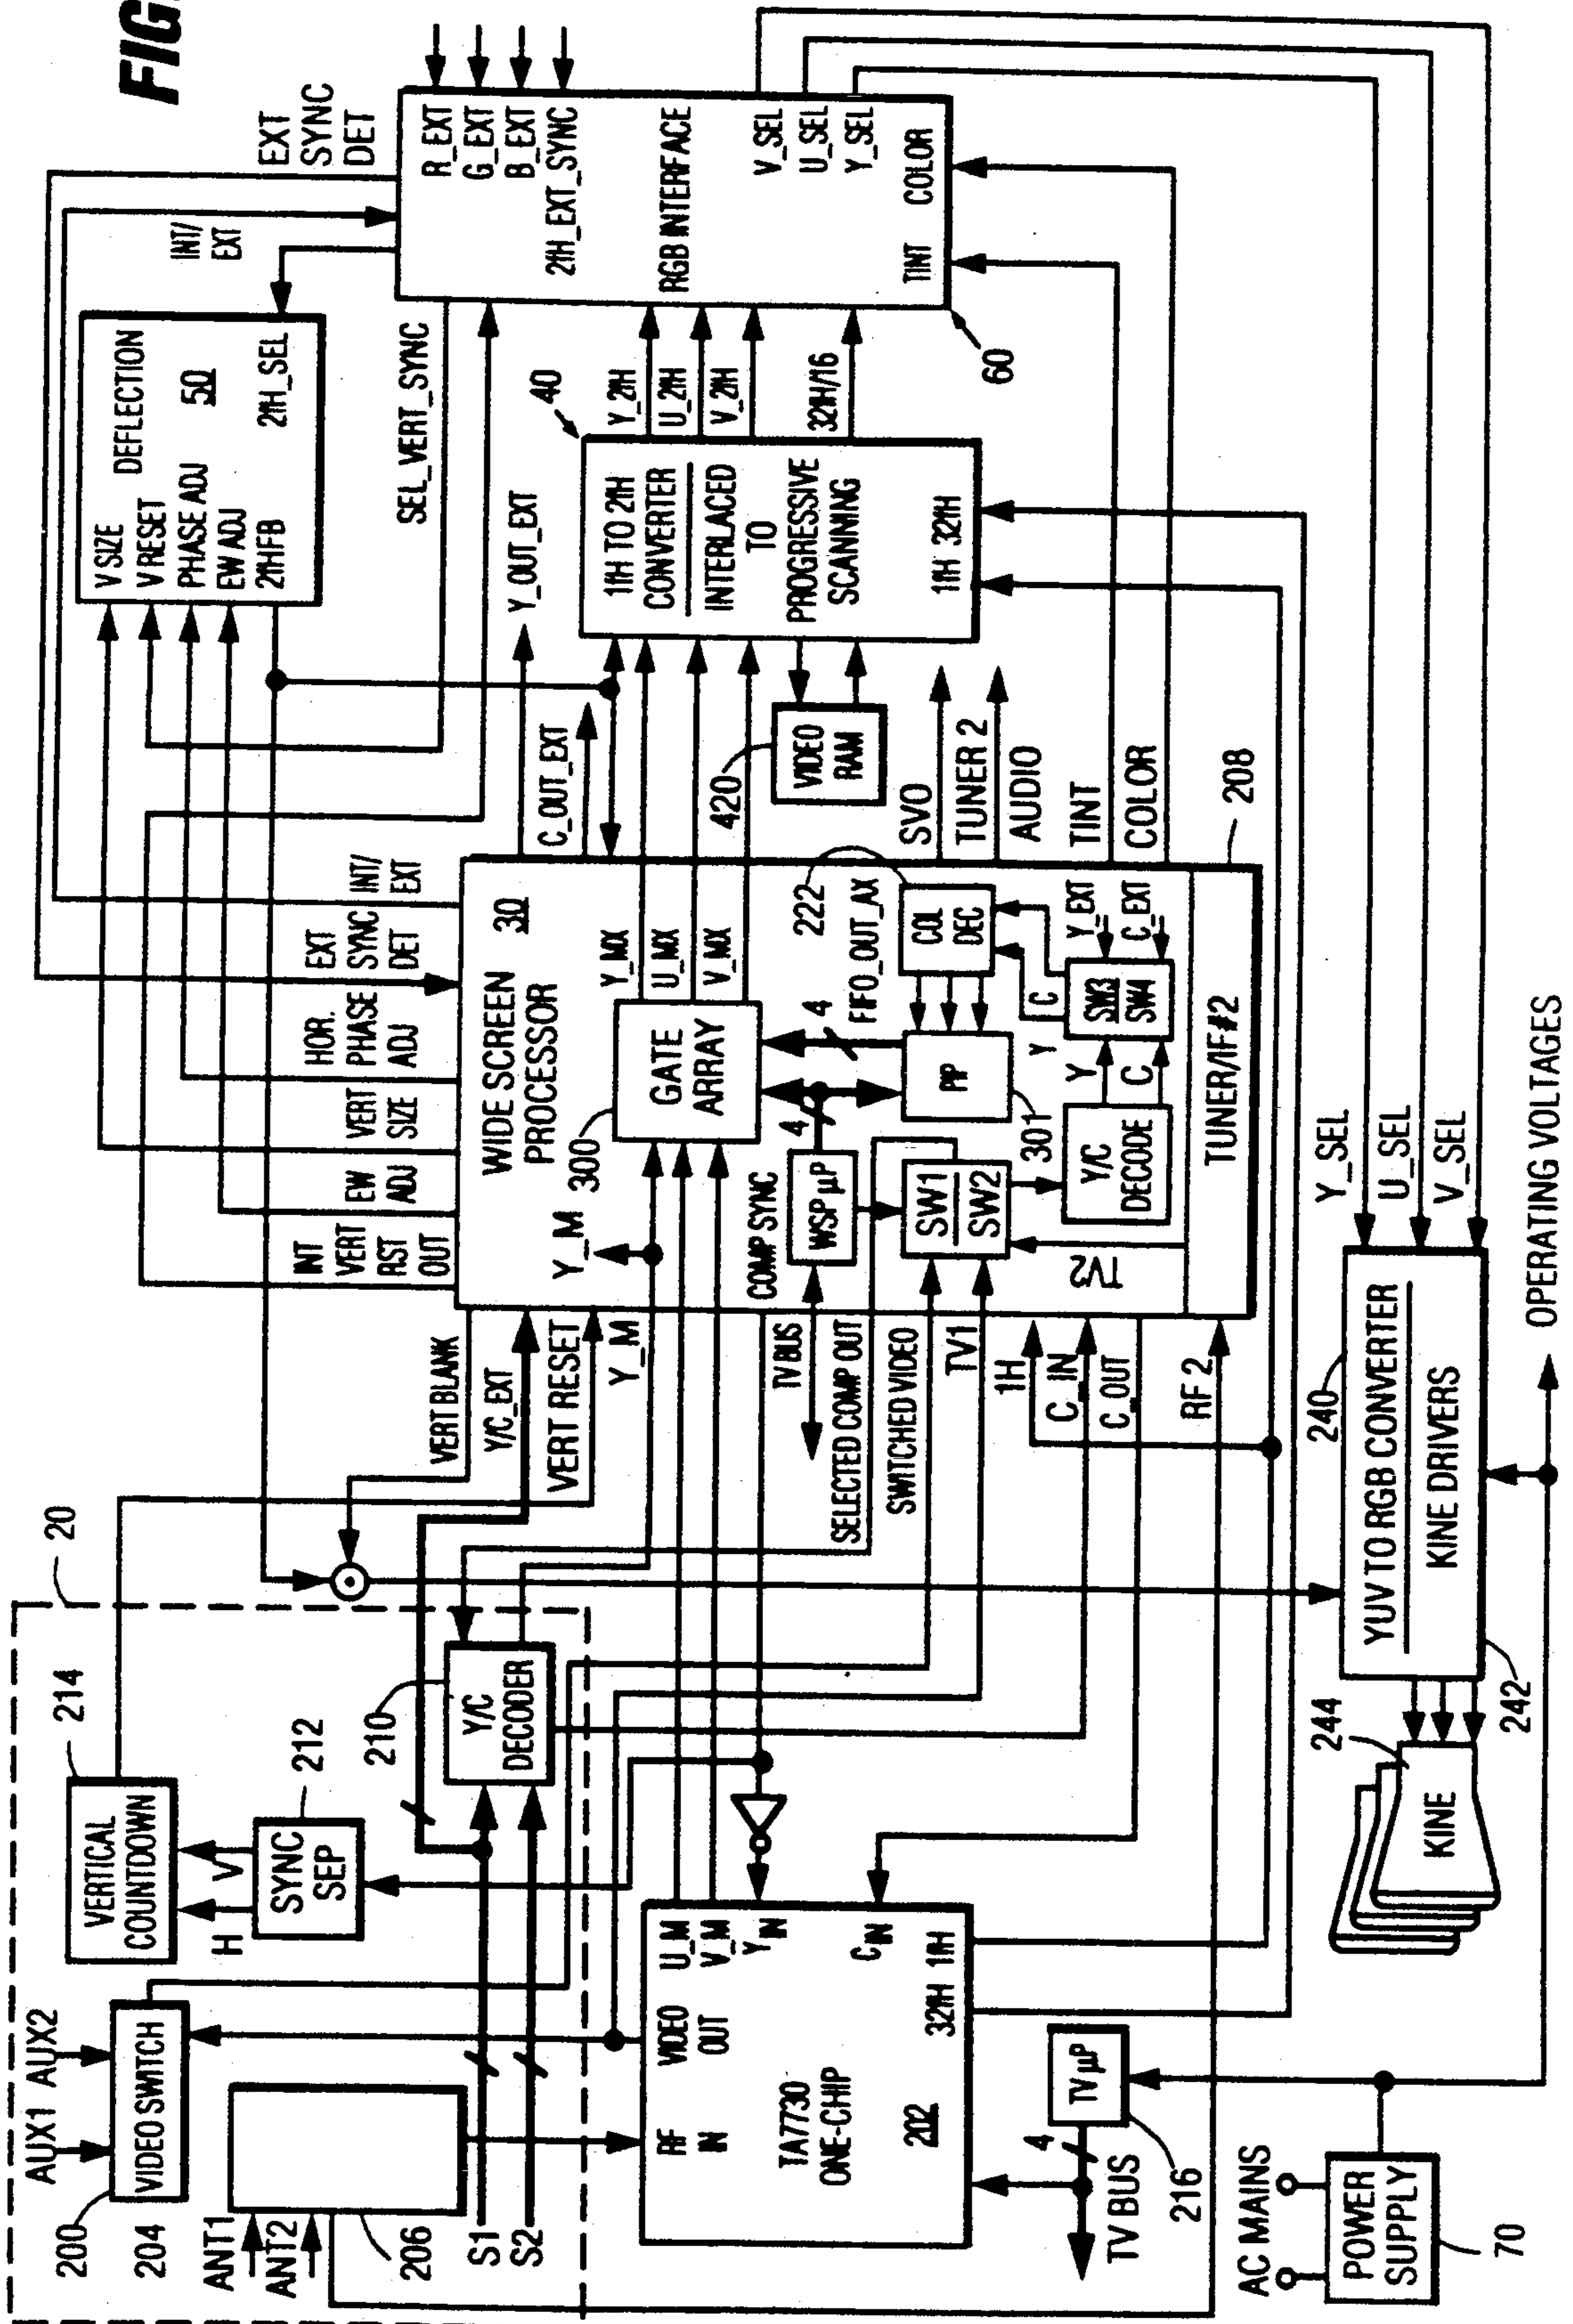 FIG.
20
AUX1
AUX2
VIDEO SWITCH
200
204
ANT1
ANT2
206
S1
S2
VERTICAL
COUNTDOWN
214
H
V
SYNC
SEP
212
210
Y/C
DECODER
RF
IN
VIDEO
OUT
U_M
V_M
Y IN
C IN
TA7730
ONE-CHIP
202
32fH 1fH
TV µP
216
4
TV BUS
AC MAINS
POWER
SUPPLY
70
VERT BLANK
Y/C_EXT
VERT RESET
Y_M
TV BUS
SELECTED COMP OUT
SWITCHED VIDEO
TV1
1H
C_IN
C_OUT
RF 2
INT
VERT
RST
OUT
EW
ADJ
VERT
SIZE
HOR.
PHASE
ADJ
EXT
SYNC
DET
INT/
EXT
WIDE SCREEN
PROCESSOR
30
Y_M
300
GATE
ARRAY
Y_MX
U_MX
V_MX
COMP SYNC
WSP µP
4
4
FIFO_OUT_AX
PIP
301
COL
DEC
222
SW1
SW2
TV2
Y/C
DECODE
Y
C
Y
C
SW3
SW4
Y_EXT
C_EXT
TUNER/IF#2
208
V SIZE
V RESET
PHASE ADJ
EW ADJ
2fHFB
DEFLECTION
50
2fH_SEL
INT/
EXT
EXT
SYNC
DET
SEL_VERT_SYNC
Y_OUT_EXT
C_OUT_EXT
40
1fH TO 2fH
CONVERTER
INTERLACED
TO
PROGRESSIVE
SCANNING
1fH 32fH
420
VIDEO
RAM
SVO
TUNER 2
AUDIO
TINT
COLOR
Y_2fH
U_2fH
V_2fH
32fH/16
R_EXT
G_EXT
B_EXT
2fH_EXT_SYNC
RGB INTERFACE
V_SEL
U_SEL
Y_SEL
TINT
COLOR
60
Y_SEL
U_SEL
V_SEL
240
YUV TO RGB CONVERTER
KINE DRIVERS
242
244
KINE
OPERATING VOLTAGES